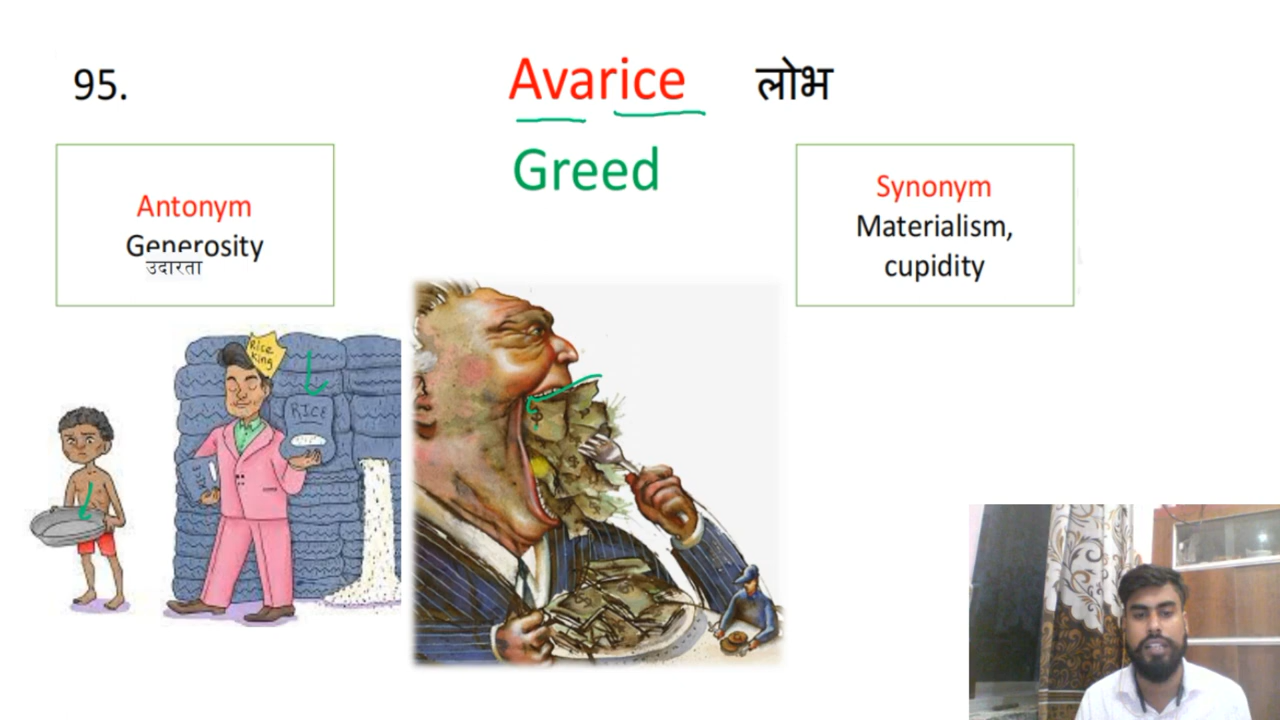 95.
Avarice लोभ
Greed
Antonym
Generosity
उदारता
Synonym
Materialism,
cupidity
Rice
King
RICE